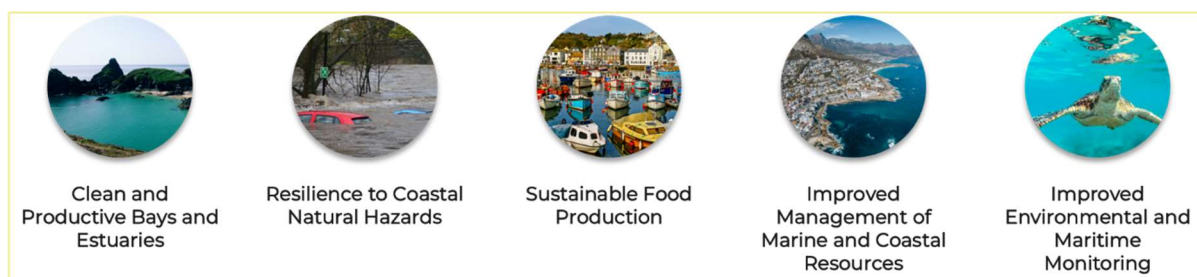 Clean and
Productive Bays and
Estuaries
Resilience to Coastal
Natural Hazards
Sustainable Food
Production
Improved
Management of
Marine and Coastal
Resources
Improved
Environmental and
Maritime
Monitoring